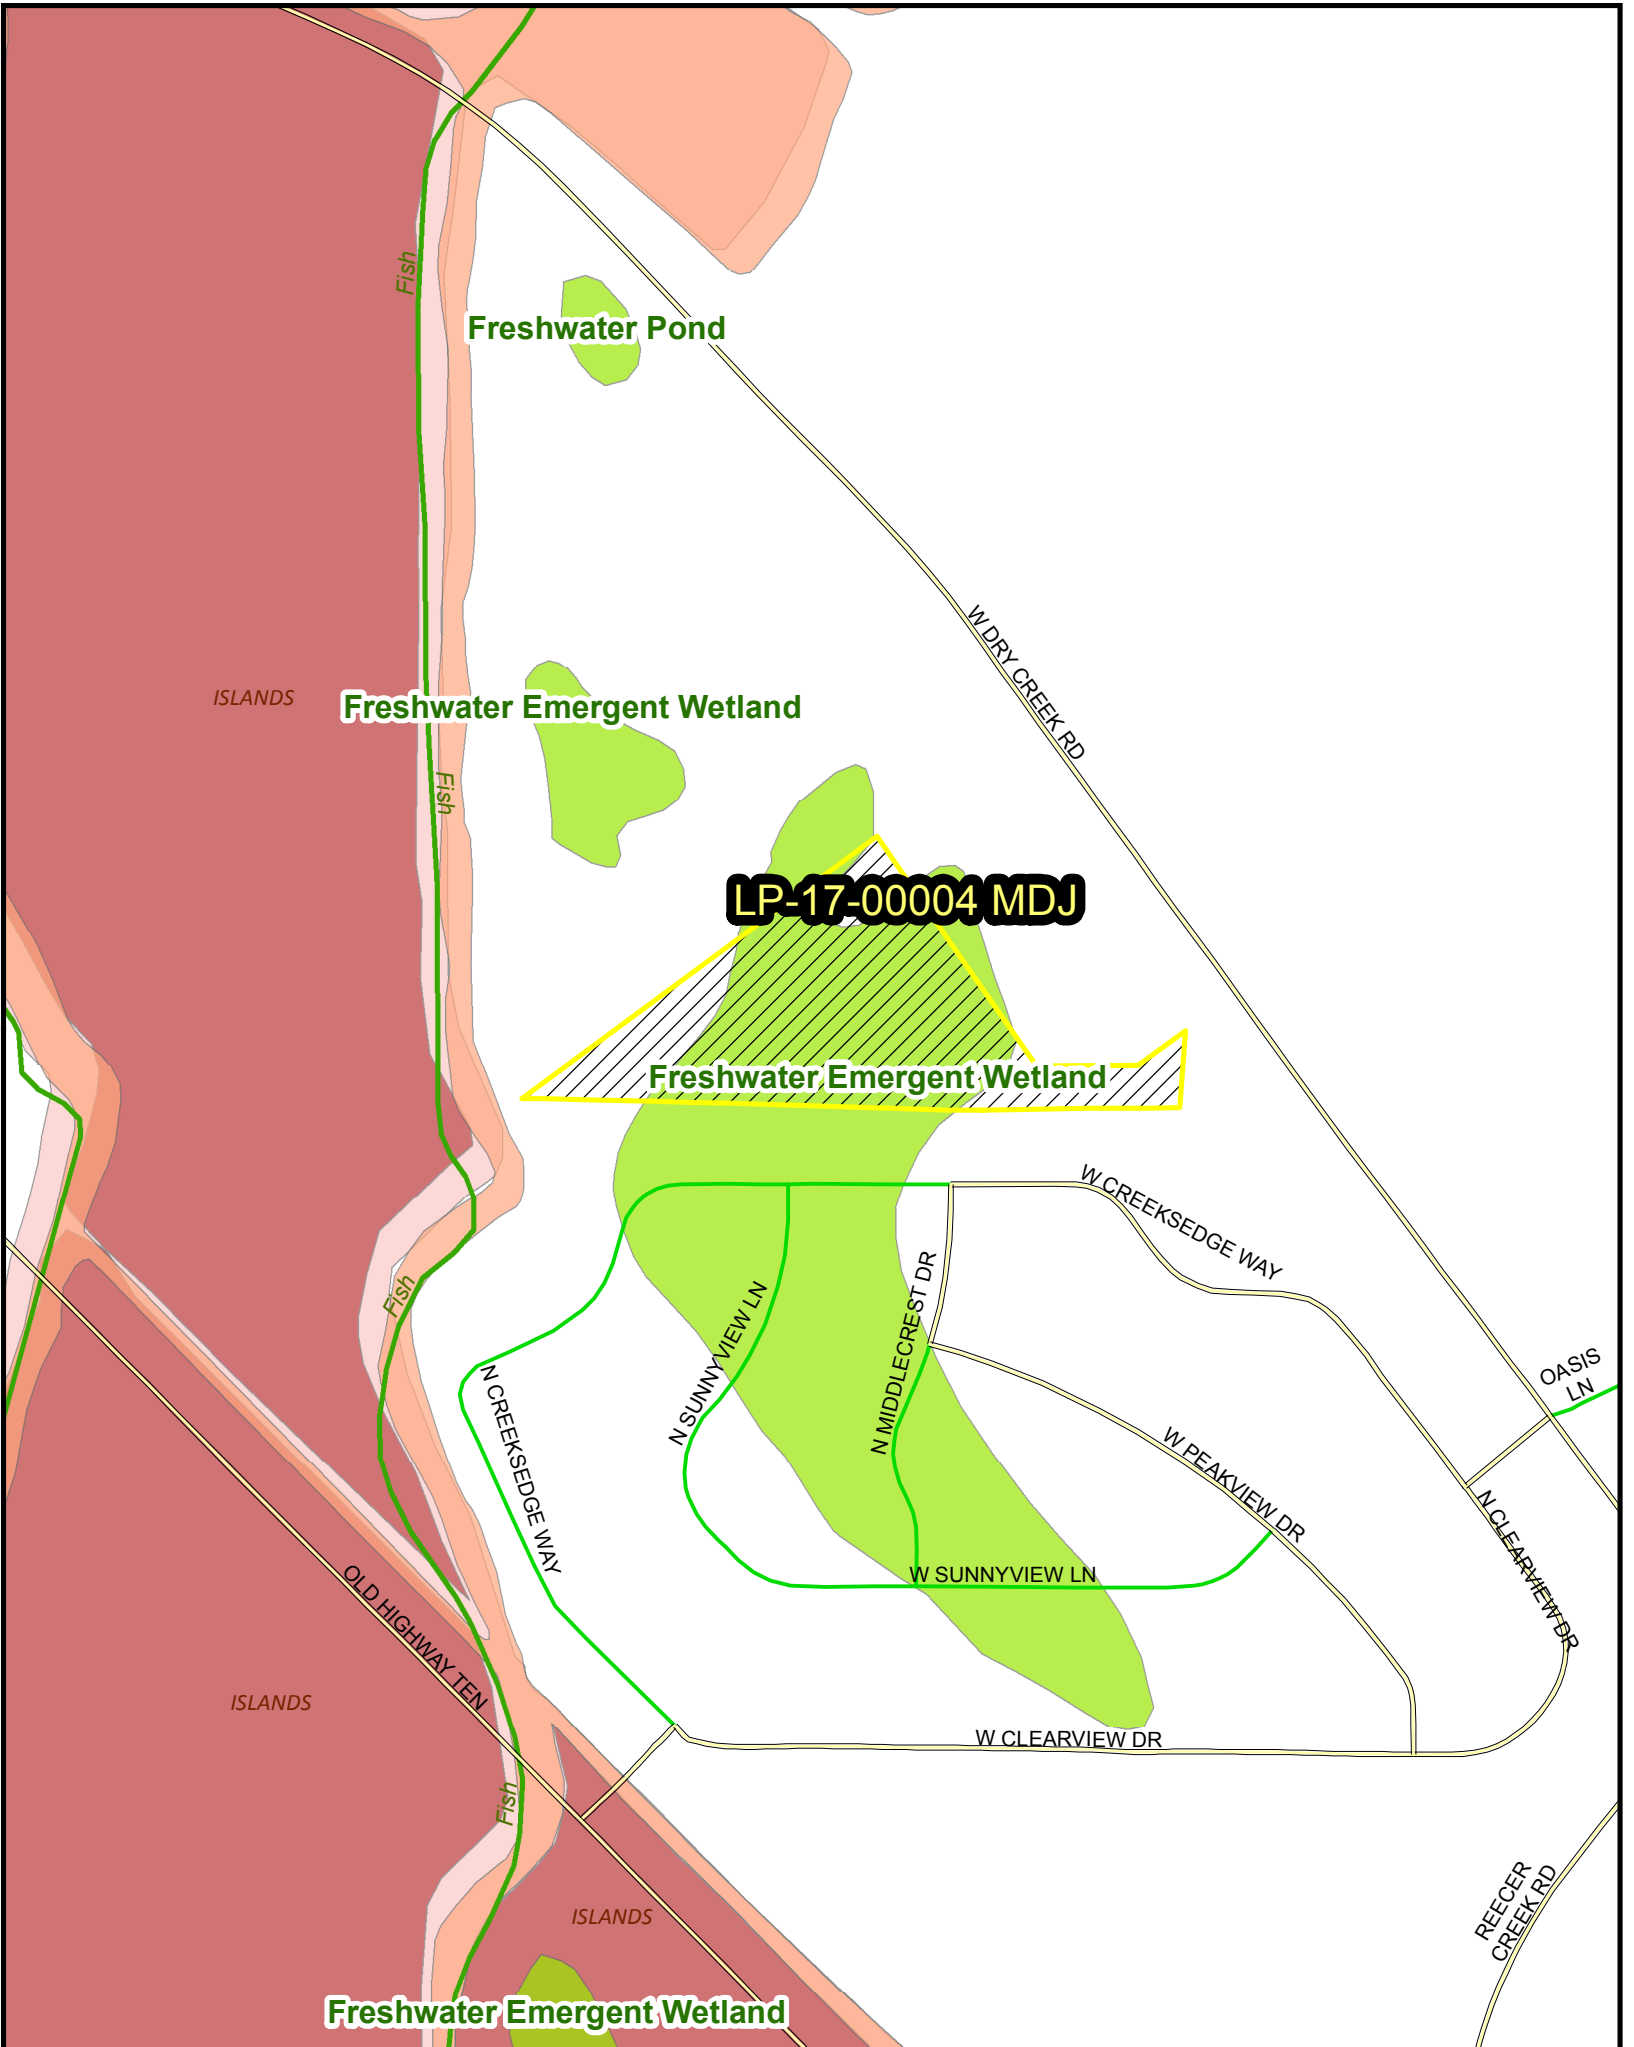 Fish
Freshwater Pond
W DRY CREEK RD
ISLANDS
Freshwater Emergent Wetland
Fish
LP-17-00004 MDJ
Freshwater Emergent Wetland
W CREEKSEDGE WAY
Fish
N SUNNYVIEW LN
N MIDDLECREST DR
OASIS
LN
N CREEKSEDGE WAY
W PEAKVIEW DR
N CLEARVIEW DR
W SUNNYVIEW LN
OLD HIGHWAY TEN
ISLANDS
W CLEARVIEW DR
Fish
REECER
CREEK RD
ISLANDS
Freshwater Emergent Wetland